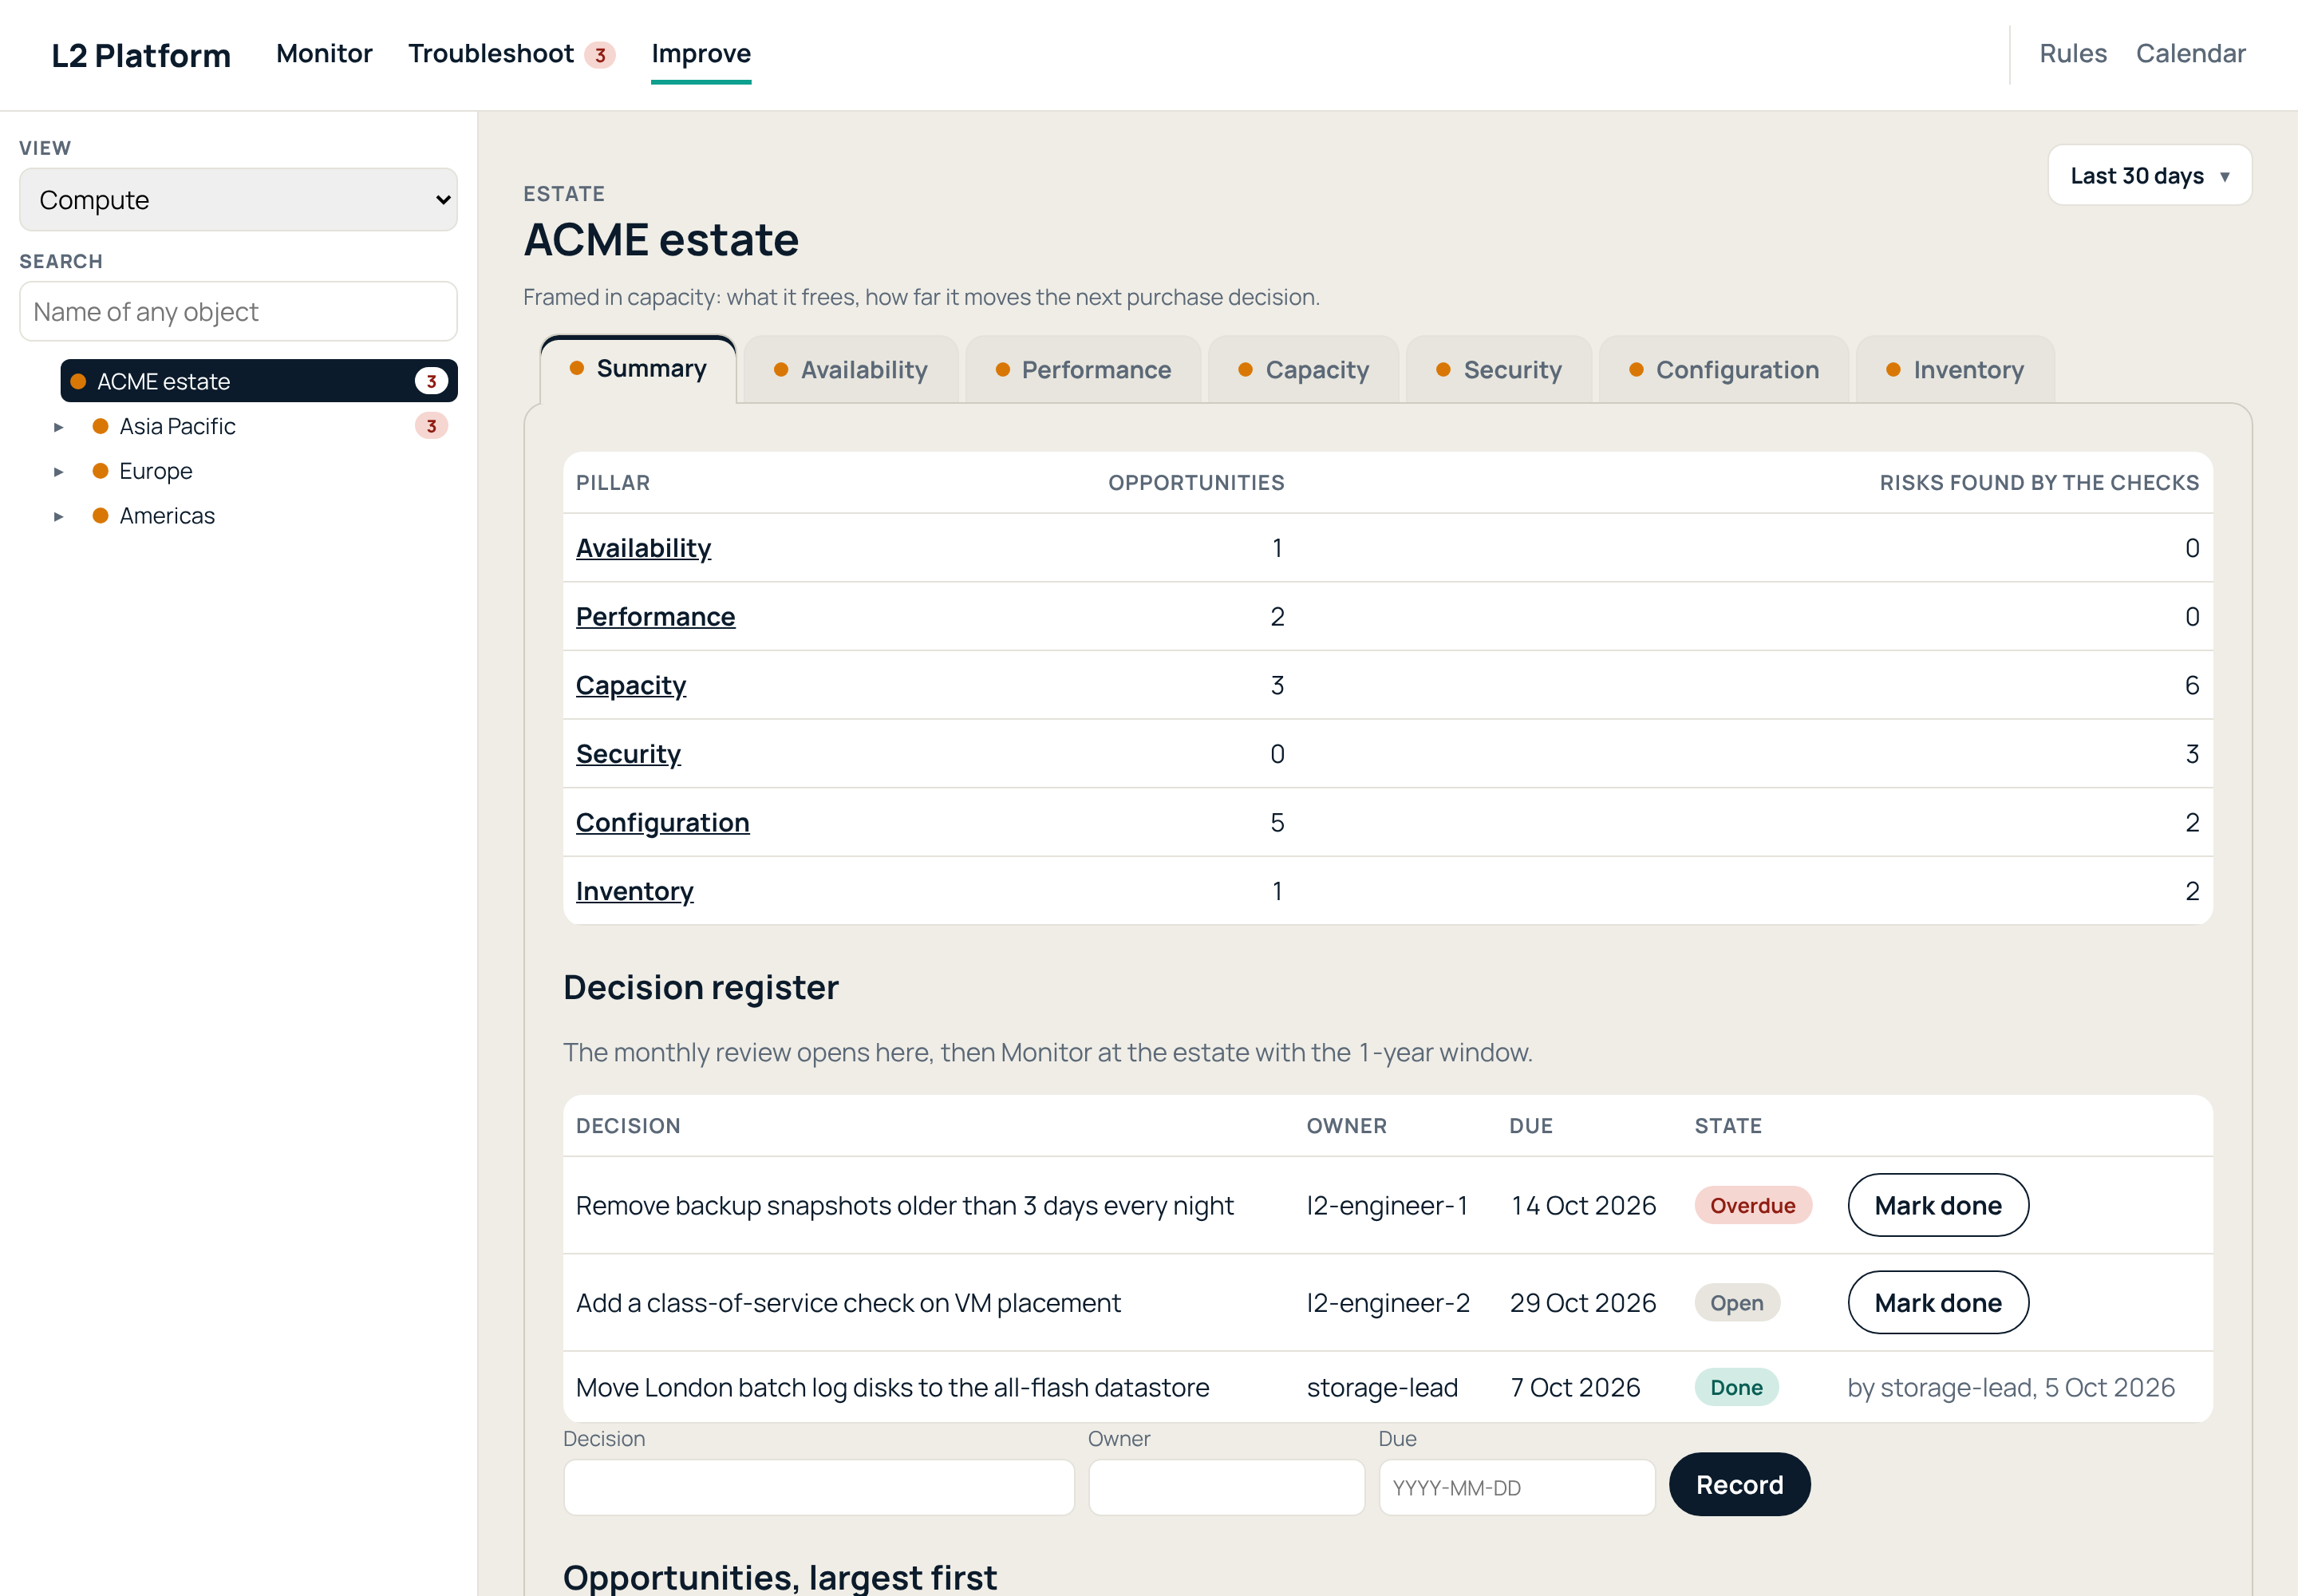 L2 Platform Monitor Troubleshoot 3 Improve Rules Calendar
VIEW
Compute
SEARCH
Name of any object
ACME estate 3
Asia Pacific 3
Europe
Americas
Last 30 days
ESTATE
ACME estate
Framed in capacity: what it frees, how far it moves the next purchase decision.
Summary Availability Performance Capacity Security Configuration Inventory
PILLAR OPPORTUNITIES RISKS FOUND BY THE CHECKS
Availability 1 0
Performance 2 0
Capacity 3 6
Security 0 3
Configuration 5 2
Inventory 1 2
Decision register
The monthly review opens here, then Monitor at the estate with the 1-year window.
DECISION OWNER DUE STATE
Remove backup snapshots older than 3 days every night l2-engineer-1 14 Oct 2026 Overdue Mark done
Add a class-of-service check on VM placement l2-engineer-2 29 Oct 2026 Open Mark done
Move London batch log disks to the all-flash datastore storage-lead 7 Oct 2026 Done by storage-lead, 5 Oct 2026
Decision Owner Due
YYYY-MM-DD Record
Opportunities, largest first